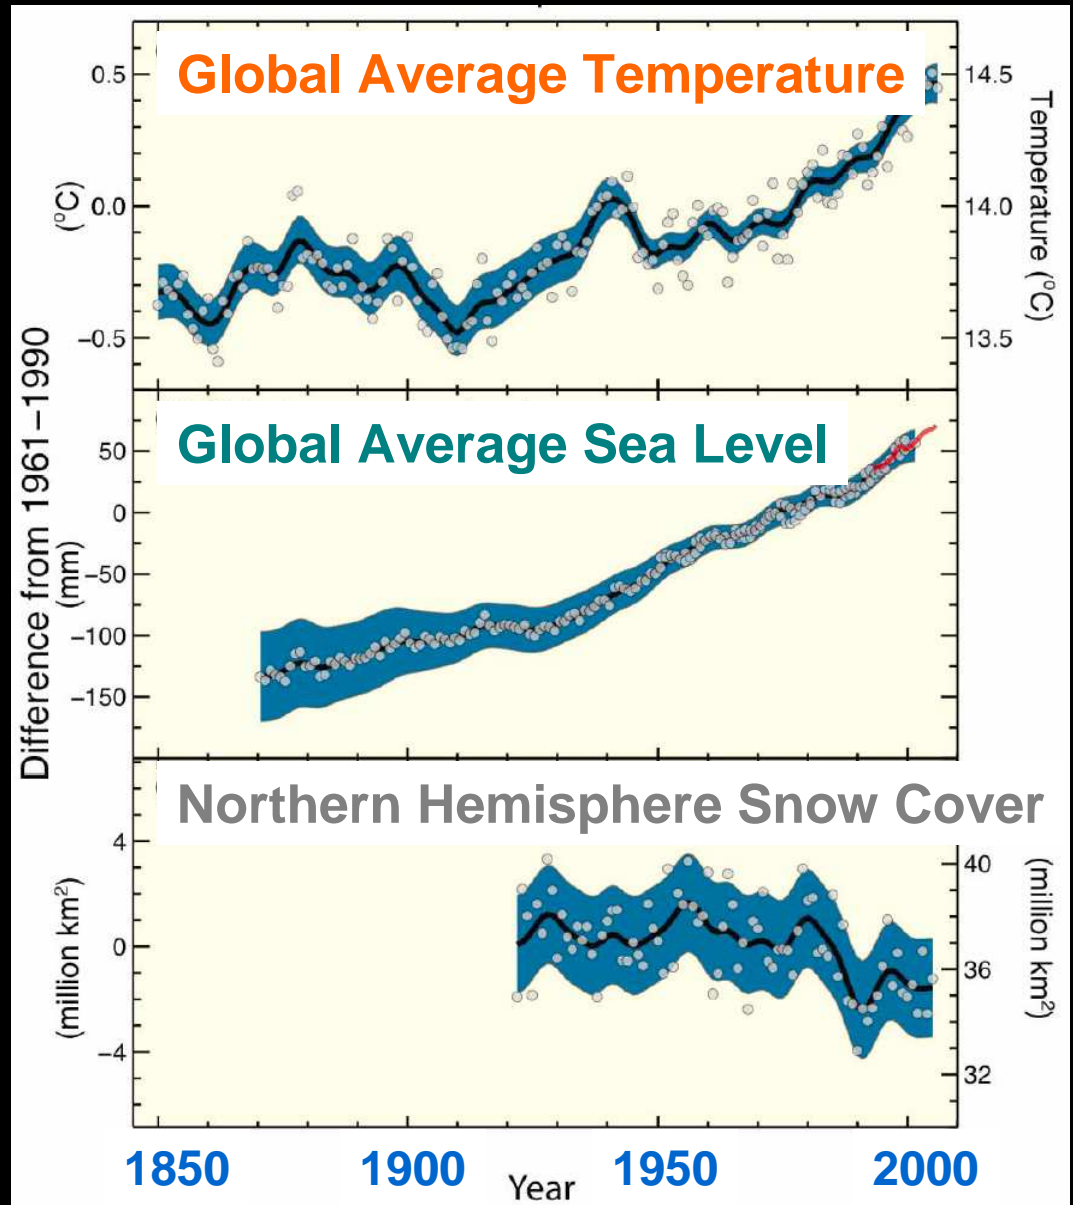 Global Average Temperature
0.5
0.0
−0.5
(°C)
14.5
14.0
13.5
Temperature (°C)
Difference from 1961−1990
Global Average Sea Level
50
0
−50
−100
−150
(mm)
Northern Hemisphere Snow Cover
4
0
−4
(million km²)
40
36
32
(million km²)
1850 1900 1950 2000
Year